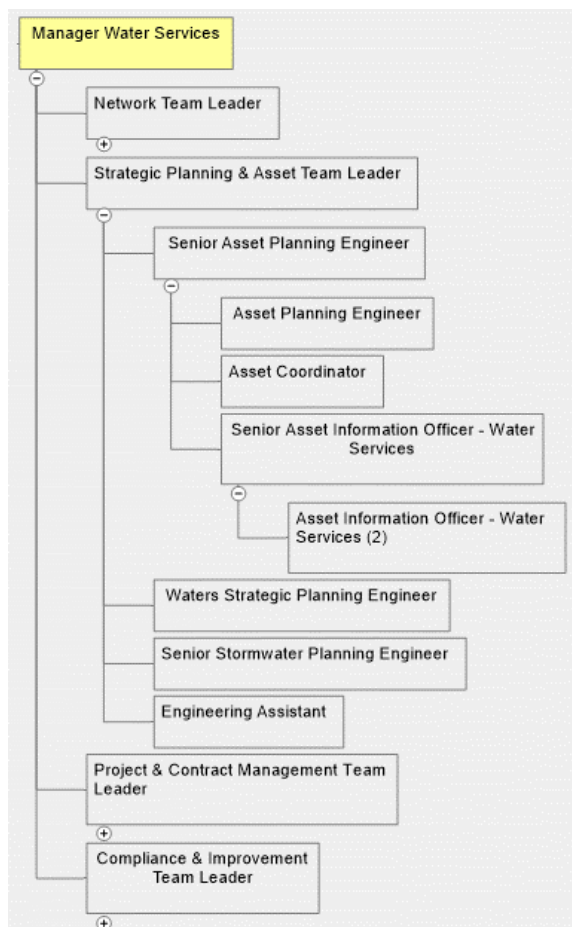 Manager Water Services
Network Team Leader
Strategic Planning & Asset Team Leader
Senior Asset Planning Engineer
Asset Planning Engineer
Asset Coordinator
Senior Asset Information Officer - Water
Services
Asset Information Officer - Water
Services (2)
Waters Strategic Planning Engineer
Senior Stormwater Planning Engineer
Engineering Assistant
Project & Contract Management Team
Leader
Compliance & Improvement
Team Leader